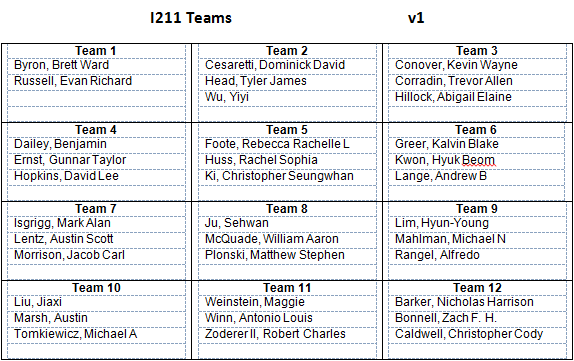 I211 Teams v1
Team 1 Team 2 Team 3
Byron, Brett Ward Cesaretti, Dominick David Conover, Kevin Wayne
Russell, Evan Richard Head, Tyler James Corradin, Trevor Allen
Wu, Yiyi Hillock, Abigail Elaine
Team 4 Team 5 Team 6
Dailey, Benjamin Foote, Rebecca Rachelle L Greer, Kalvin Blake
Ernst, Gunnar Taylor Huss, Rachel Sophia Kwon, Hyuk Beom
Hopkins, David Lee Ki, Christopher Seungwhan Lange, Andrew B
Team 7 Team 8 Team 9
Isgrigg, Mark Alan Ju, Sehwan Lim, Hyun-Young
Lentz, Austin Scott McQuade, William Aaron Mahlman, Michael N
Morrison, Jacob Carl Plonski, Matthew Stephen Rangel, Alfredo
Team 10 Team 11 Team 12
Liu, Jiaxi Weinstein, Maggie Barker, Nicholas Harrison
Marsh, Austin Winn, Antonio Louis Bonnell, Zach F. H.
Tomkiewicz, Michael A Zoderer II, Robert Charles Caldwell, Christopher Cody